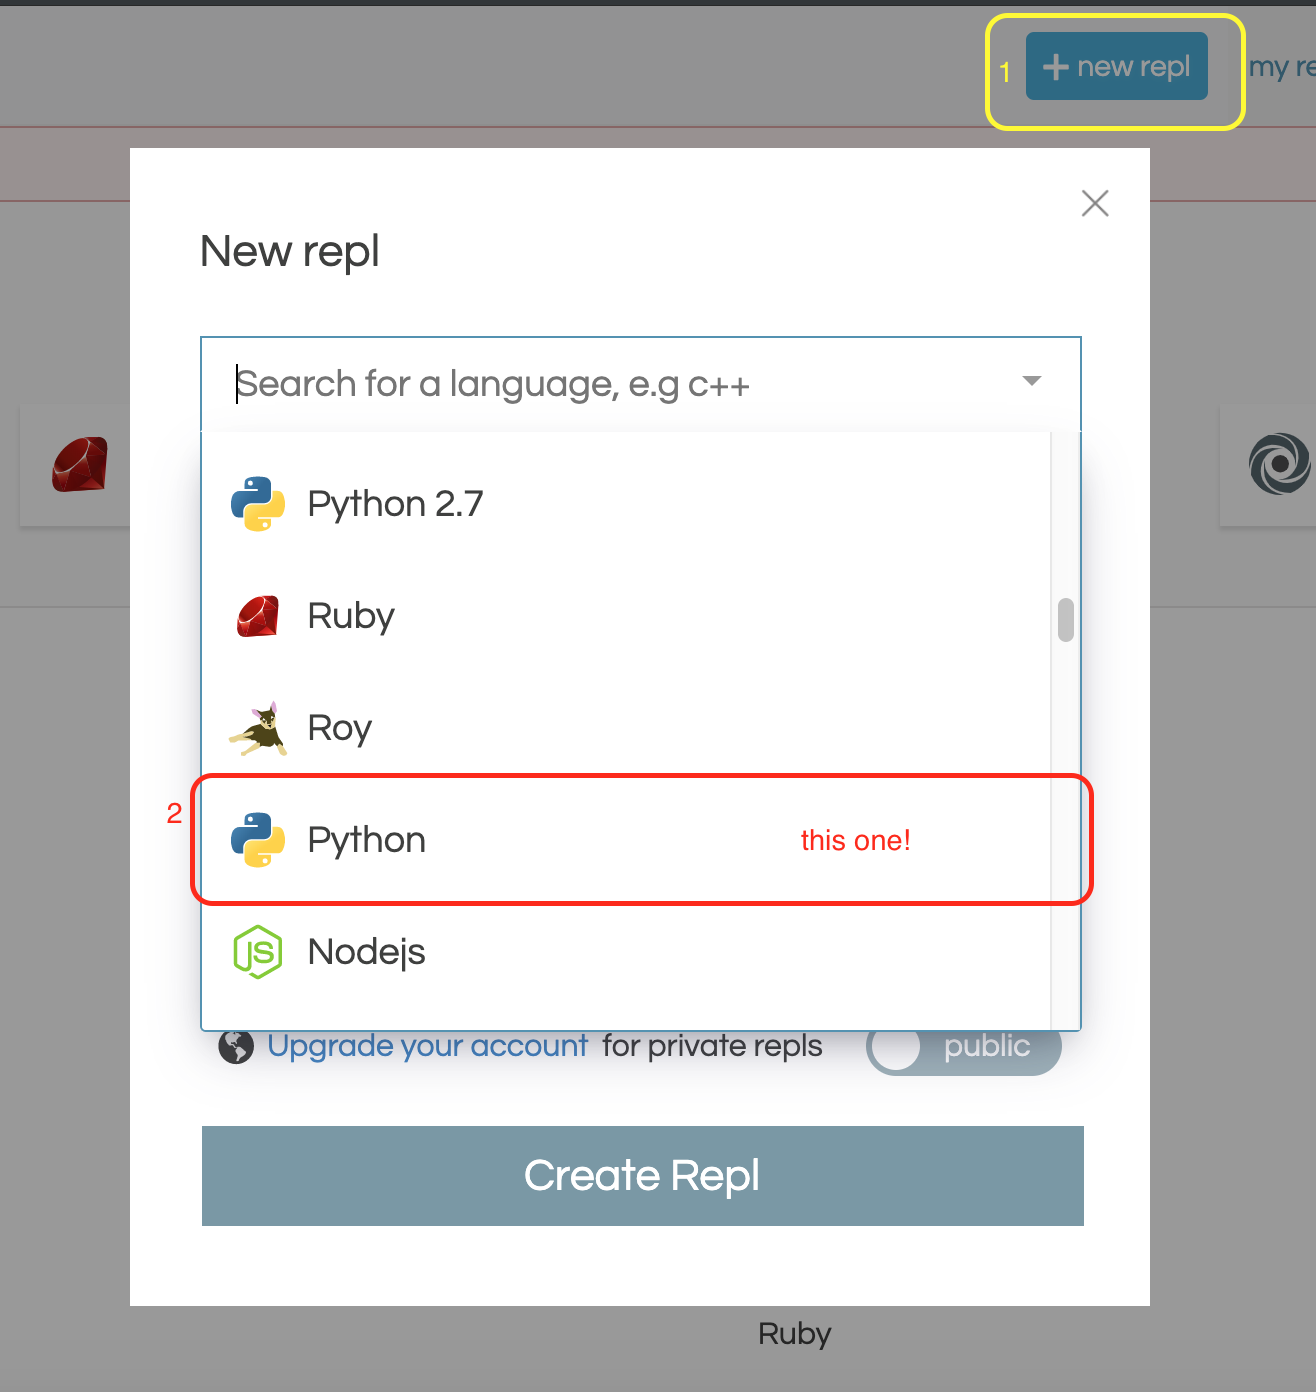 1
+ new repl
my re
New repl
Search for a language, e.g c++
Python 2.7
Ruby
Roy
2
Python
this one!
JS
Nodejs
Upgrade your account for private repls
public
Create Repl
Ruby